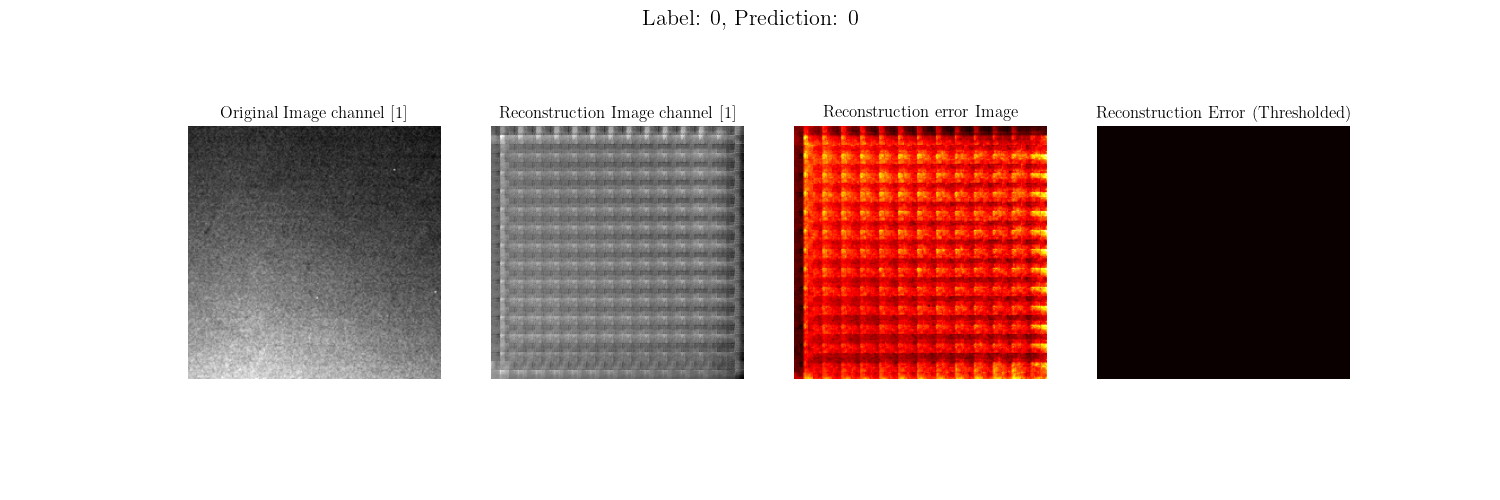 Label: 0, Prediction: 0
Original Image channel [1]
Reconstruction Image channel [1]
Reconstruction error Image
Reconstruction Error (Thresholded)